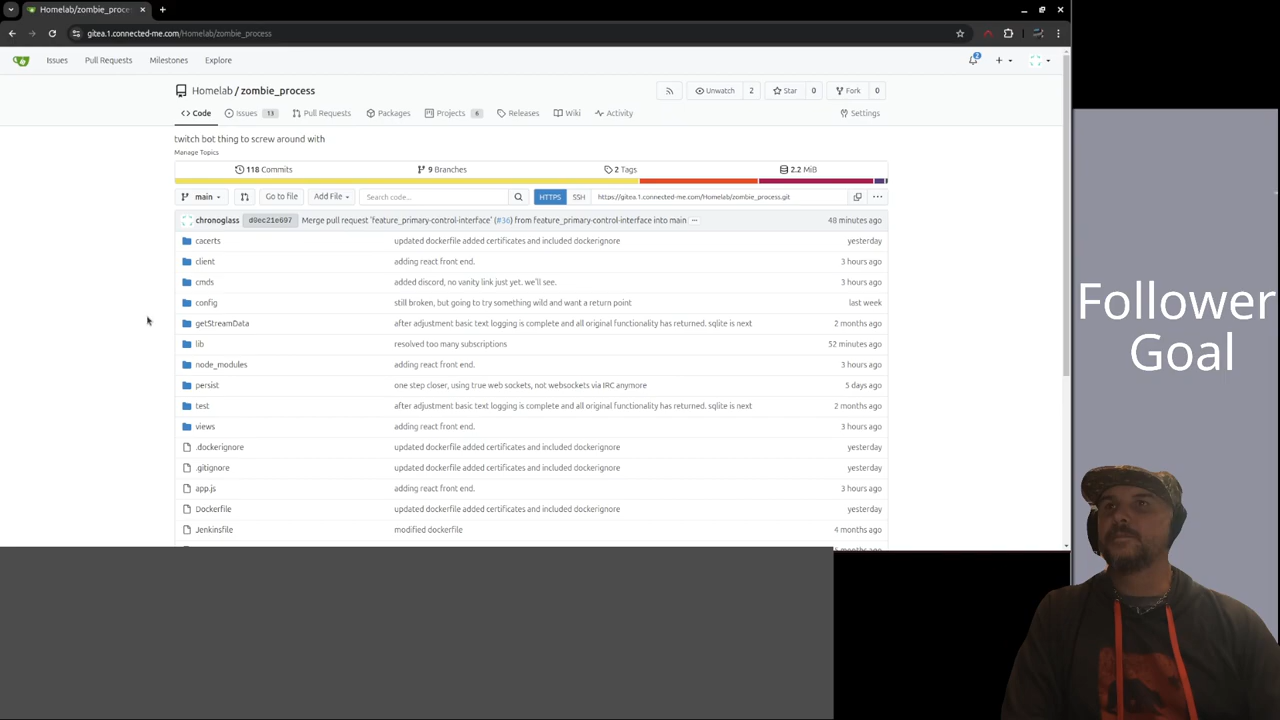 Homelab/zombie_proces
gitea.1.connected-me.com/Homelab/zombie_process
Issues Pull Requests Milestones Explore 2
Homelab / zombie_process Unwatch 2 Star 0 Fork 0
Code Issues 13 Pull Requests Packages Projects 6 Releases Wiki Activity Settings
twitch bot thing to screw around with
Manage Topics
118 Commits 9 Branches 2 Tags 2.2 MiB
main Go to file Add File Search code... HTTPS SSH https://gitea.1.connected-me.com/Homelab/zombie_process.git
chronoglass d0ec21e697 Merge pull request 'feature_primary-control-interface' (#36) from feature_primary-control-interface into main ... 48 minutes ago
cacerts updated dockerfile added certificates and included dockerignore yesterday
client adding react front end. 3 hours ago
cmds added discord, no vanity link just yet. we'll see. 3 hours ago
config still broken, but going to try something wild and want a return point last week
getStreamData after adjustment basic text logging is complete and all original functionality has returned. sqlite is next 2 months ago
lib resolved too many subscriptions 52 minutes ago
node_modules adding react front end. 3 hours ago
persist one step closer, using true web sockets, not websockets via IRC anymore 5 days ago
test after adjustment basic text logging is complete and all original functionality has returned. sqlite is next 2 months ago
views adding react front end. 3 hours ago
.dockerignore updated dockerfile added certificates and included dockerignore yesterday
.gitignore updated dockerfile added certificates and included dockerignore yesterday
app.js adding react front end. 3 hours ago
Dockerfile updated dockerfile added certificates and included dockerignore yesterday
Jenkinsfile modified dockerfile 4 months ago
Follower
Goal